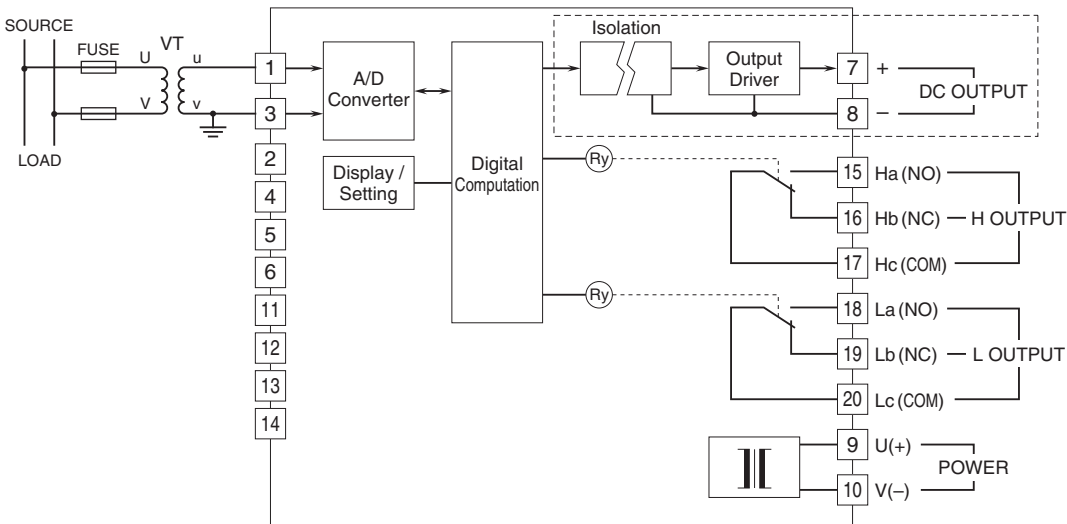 SOURCE
FUSE
VT
U
u
V
v
LOAD
1
3
2
4
5
6
11
12
13
14
A/D
Converter
Display /
Setting
Digital
Computation
Isolation
Output
Driver
7
+
8
–
DC OUTPUT
Ry
15
Ha (NO)
16
Hb (NC)
H OUTPUT
17
Hc (COM)
Ry
18
La (NO)
19
Lb (NC)
L OUTPUT
20
Lc (COM)
9
U(+)
POWER
10
V(–)